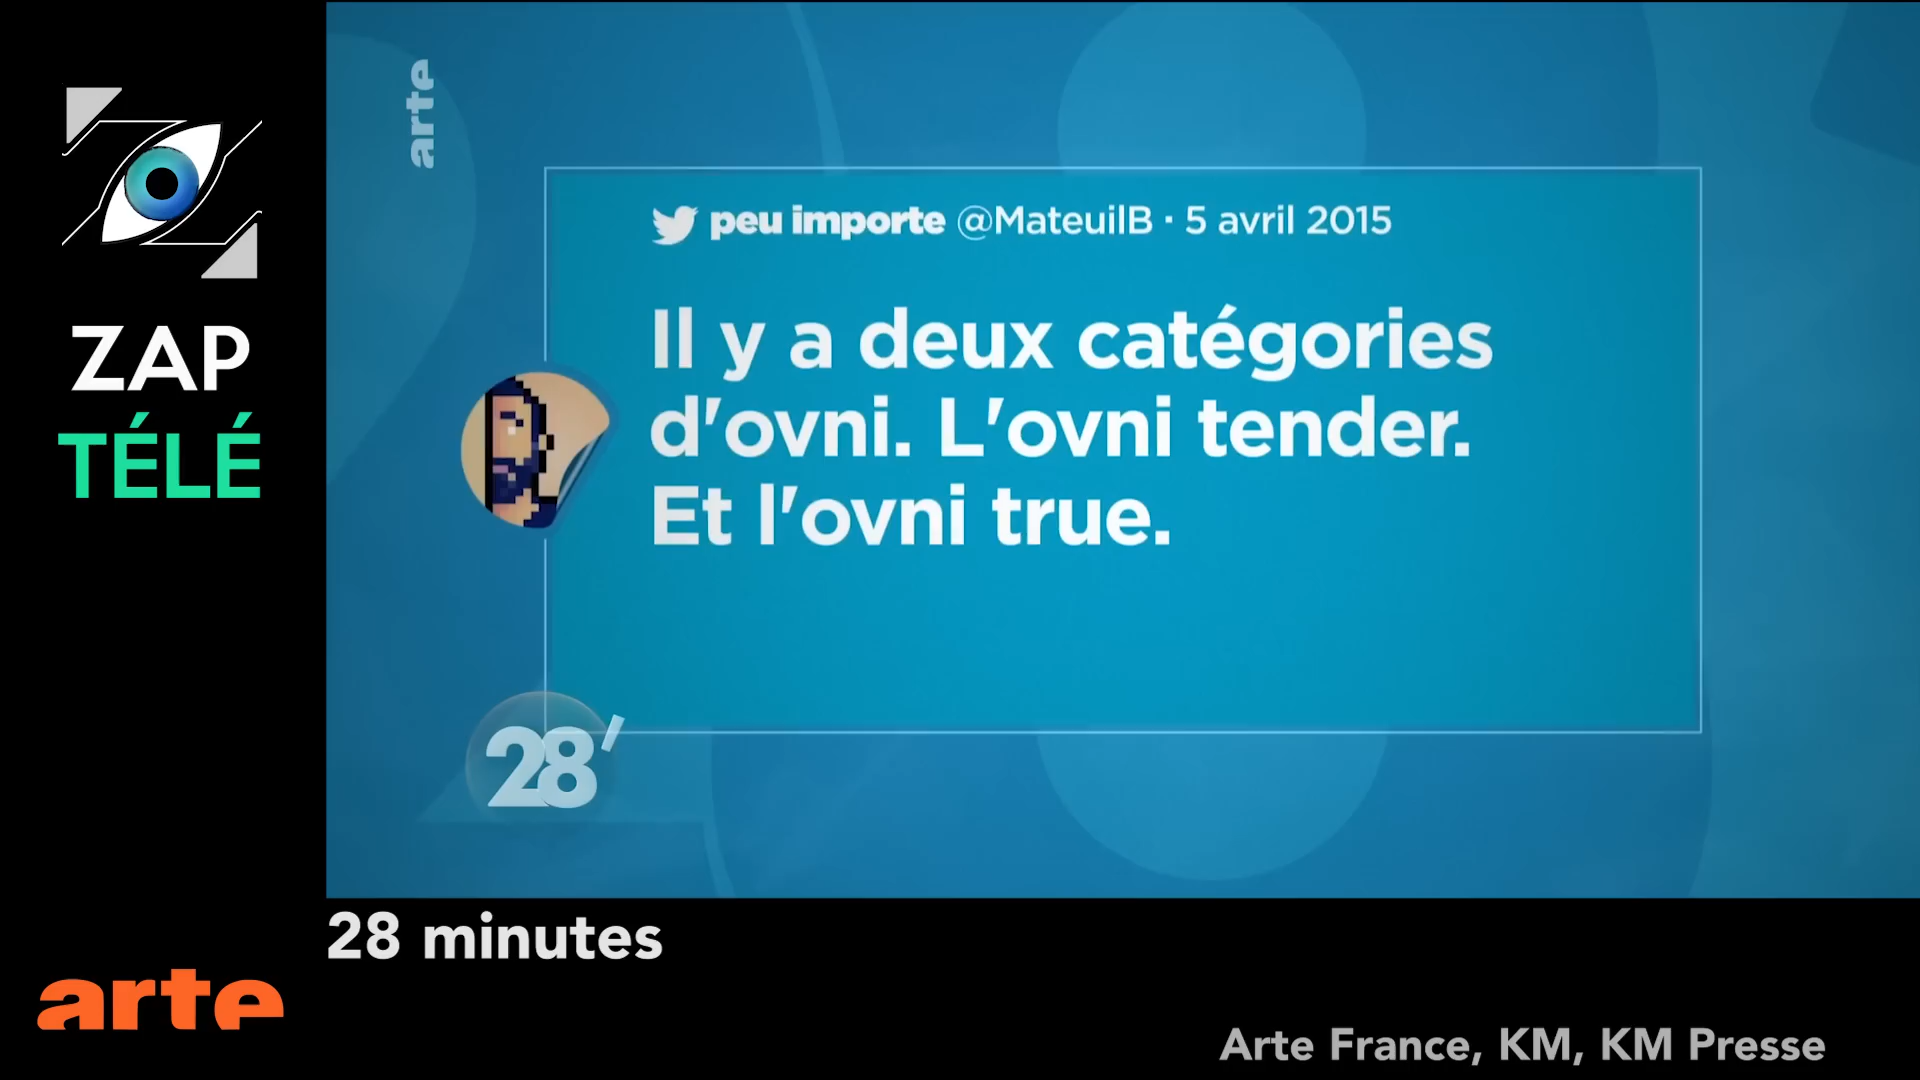 ZAP
TÉLÉ
arte
peu importe @MateuilB · 5 avril 2015
Il y a deux catégories
d'ovni. L'ovni tender.
Et l'ovni true.
28'
28 minutes
arte
Arte France, KM, KM Presse